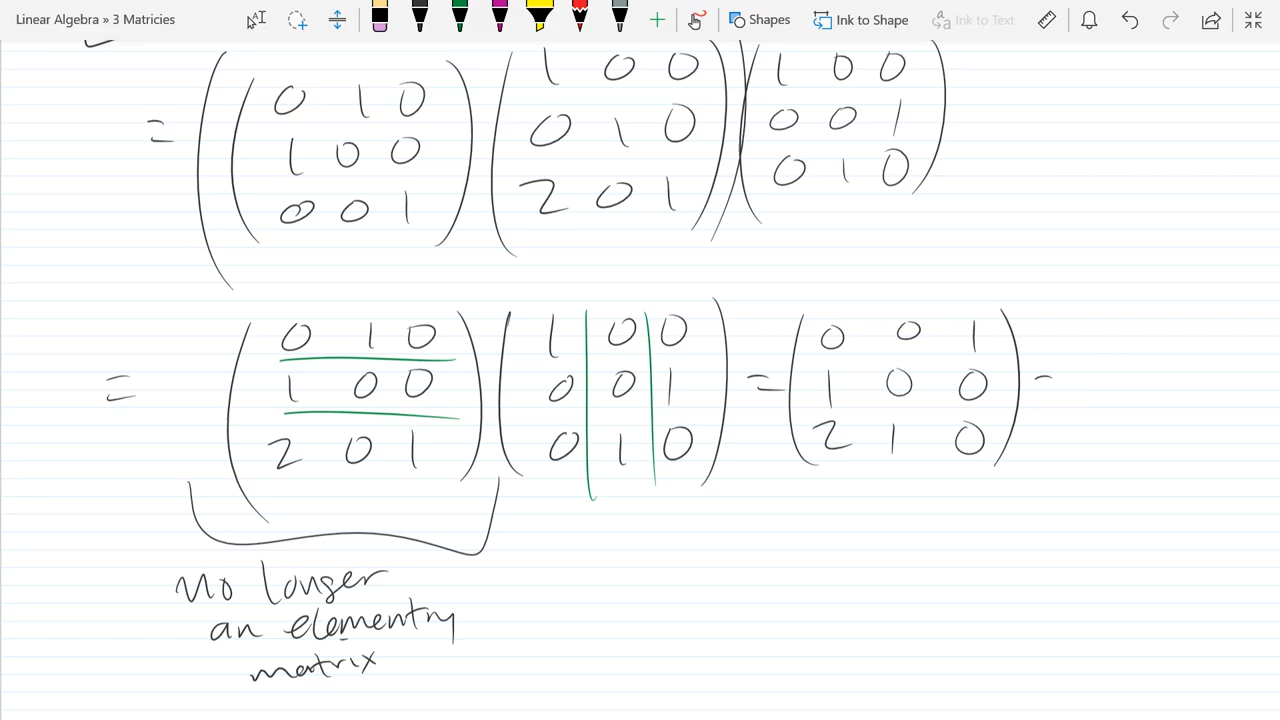 Linear Algebra » 3 Matricies
Shapes
Ink to Shape
Ink to Text
1 0 0 1 0 0
0 1 0
0 1 0 0 0 1
=
1 0 0
2 0 1 0 1 0
0 0 1
0 1 0 1 0 0 0 0 1
= 1 0 0 0 0 1 = 1 0 0 =
2 0 1 0 1 0 2 1 0
No longer
an elementry
matrix